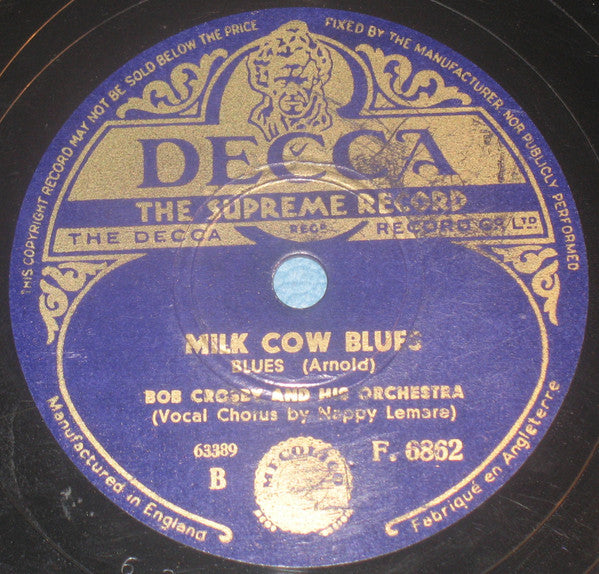 THIS COPYRIGHT RECORD MAY NOT BE SOLD BELOW THE PRICE FIXED BY THE MANUFACTURER NOR PUBLICLY PERFORMED
DECCA
THE SUPREME RECORD
REGD
THE DECCA RECORD CO. LTD
MILK COW BLUES
BLUES (Arnold)
BOB CROSBY AND HIS ORCHESTRA
(Vocal Chorus by Nappy Lemare)
63389 F. 6862
B
MECOLICO
Manufactured in England
Fabriqué en Angleterre